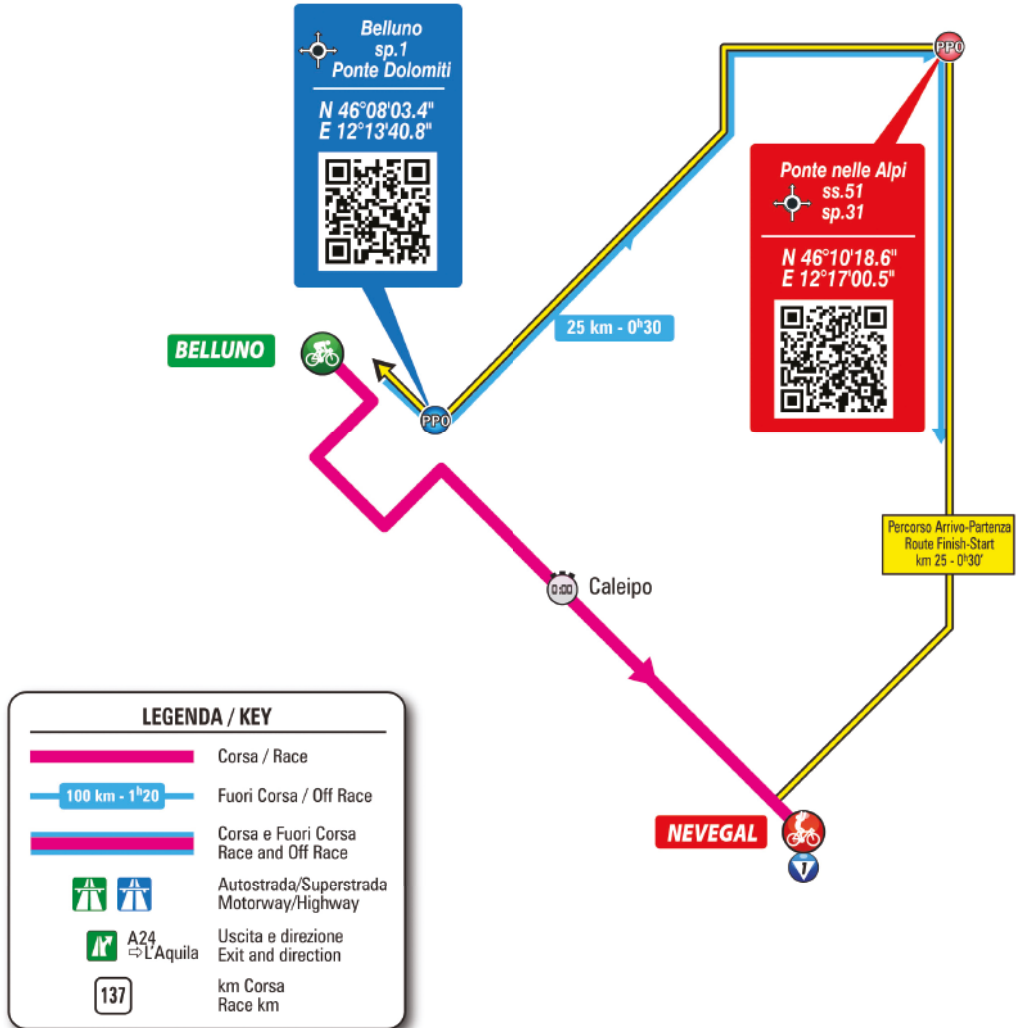 Belluno
sp.1
Ponte Dolomiti
N 46°08'03.4"
E 12°13'40.8"
PPO
Ponte nelle Alpi
ss.51
sp.31
N 46°10'18.6"
E 12°17'00.5"
25 km - 0ʰ30
BELLUNO
PPO
Percorso Arrivo-Partenza
Route Finish-Start
km 25 - 0ʰ30'
0:00
Caleipo
NEVEGAL
1
LEGENDA / KEY
Corsa / Race
100 km - 1ʰ20
Fuori Corsa / Off Race
Corsa e Fuori Corsa
Race and Off Race
Autostrada/Superstrada
Motorway/Highway
A24
⇨L'Aquila
Uscita e direzione
Exit and direction
137
km Corsa
Race km